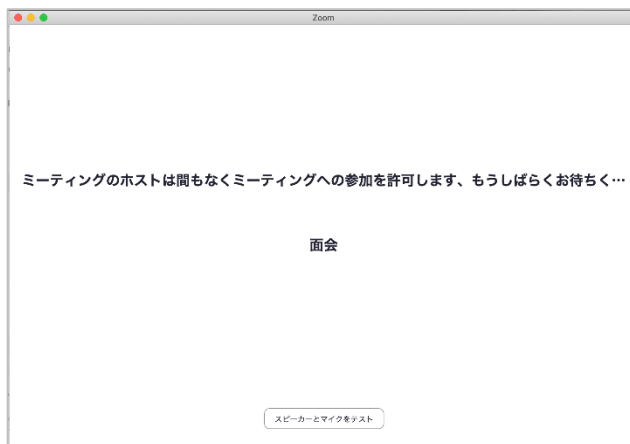 Zoom
ミーティングのホストは間もなくミーティングへの参加を許可します、もうしばらくお待ちく…
面会
スピーカーとマイクをテスト